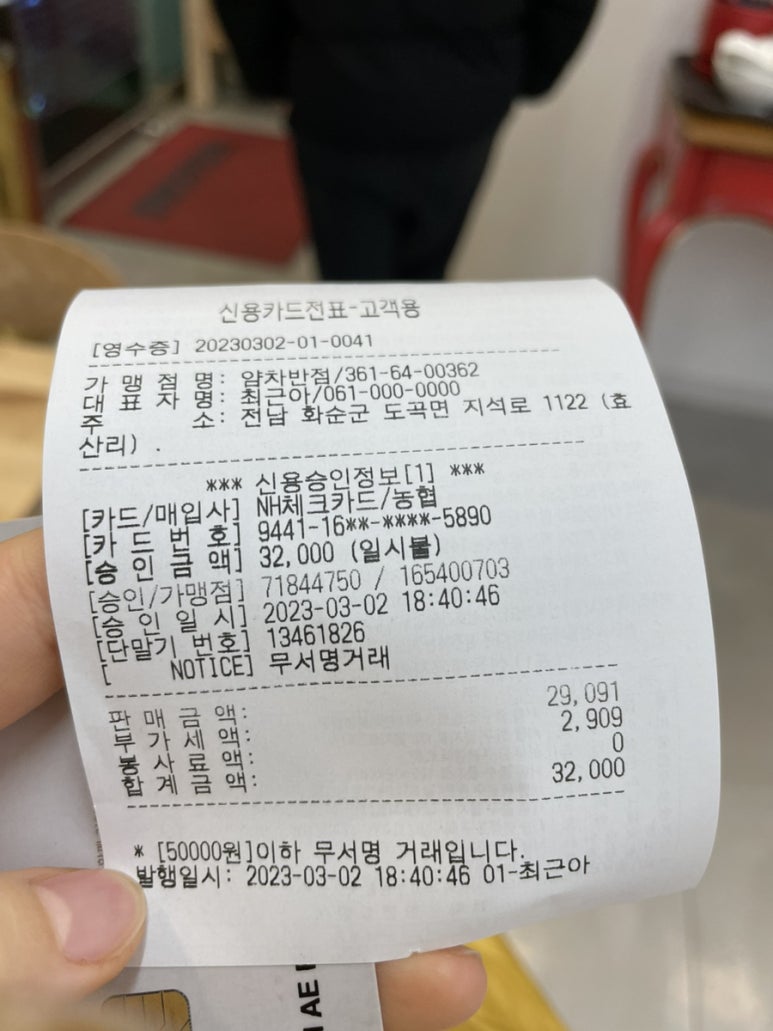 신용카드전표-고객용
[영수증] 20230302-01-0041
가 맹 점 명: 얌차반점/361-64-00362
대 표 자 명: 최근아/061-000-0000
주 소: 전남 화순군 도곡면 지석로 1122 (효
산리) .
*** 신용승인정보[1] ***
[카드/매입사] NH체크카드/농협
[카 드 번 호] 9441-16**-****-5890
[승 인 금 액] 32,000 (일시불)
[승인/가맹점] 71844750 / 165400703
[승 인 일 시] 2023-03-02 18:40:46
[단말기 번호] 13461826
[ NOTICE] 무서명거래
판 매 금 액: 29,091
부 가 세 액: 2,909
봉 사 료 액: 0
합 계 금 액: 32,000
* [50000원]이하 무서명 거래입니다.
발행일시: 2023-03-02 18:40:46 01-최근아
AE